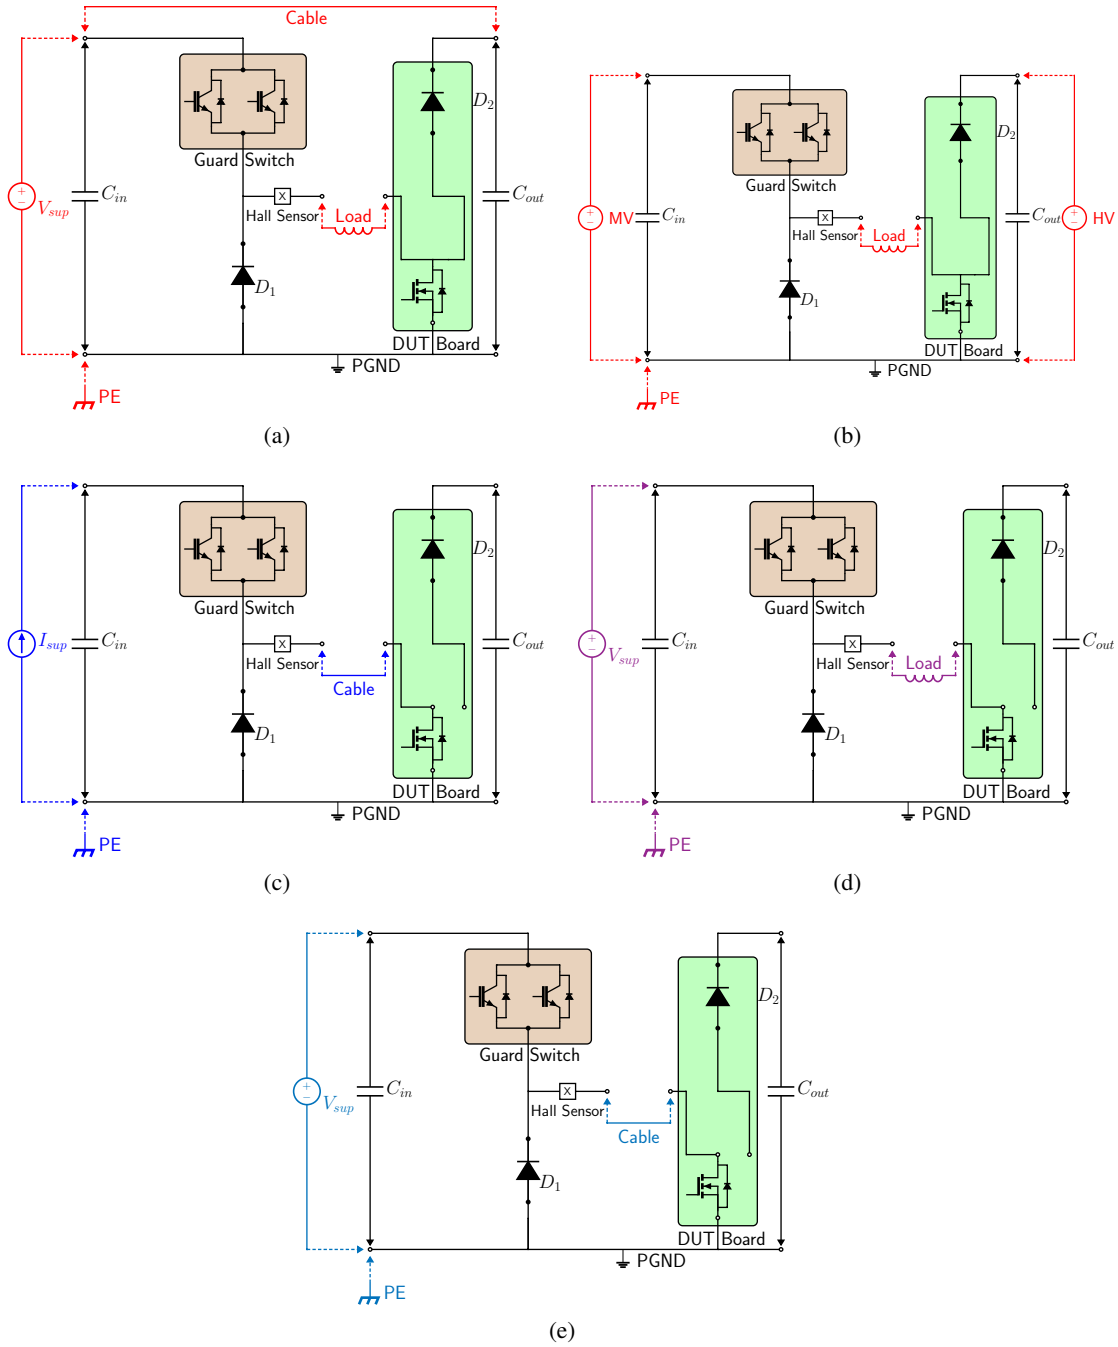 Cable
Guard Switch
D2
Vsup
Cin
Hall Sensor
X
Load
Cout
D1
DUT Board
PGND
PE
(a)
Guard Switch
D2
MV
Cin
Hall Sensor
X
Load
Cout
HV
D1
DUT Board
PGND
PE
(b)
Guard Switch
D2
Isup
Cin
Hall Sensor
X
Cable
Cout
D1
DUT Board
PGND
PE
(c)
Guard Switch
D2
Vsup
Cin
Hall Sensor
X
Load
Cout
D1
DUT Board
PGND
PE
(d)
Guard Switch
D2
Vsup
Cin
Hall Sensor
X
Cable
Cout
D1
DUT Board
PGND
PE
(e)